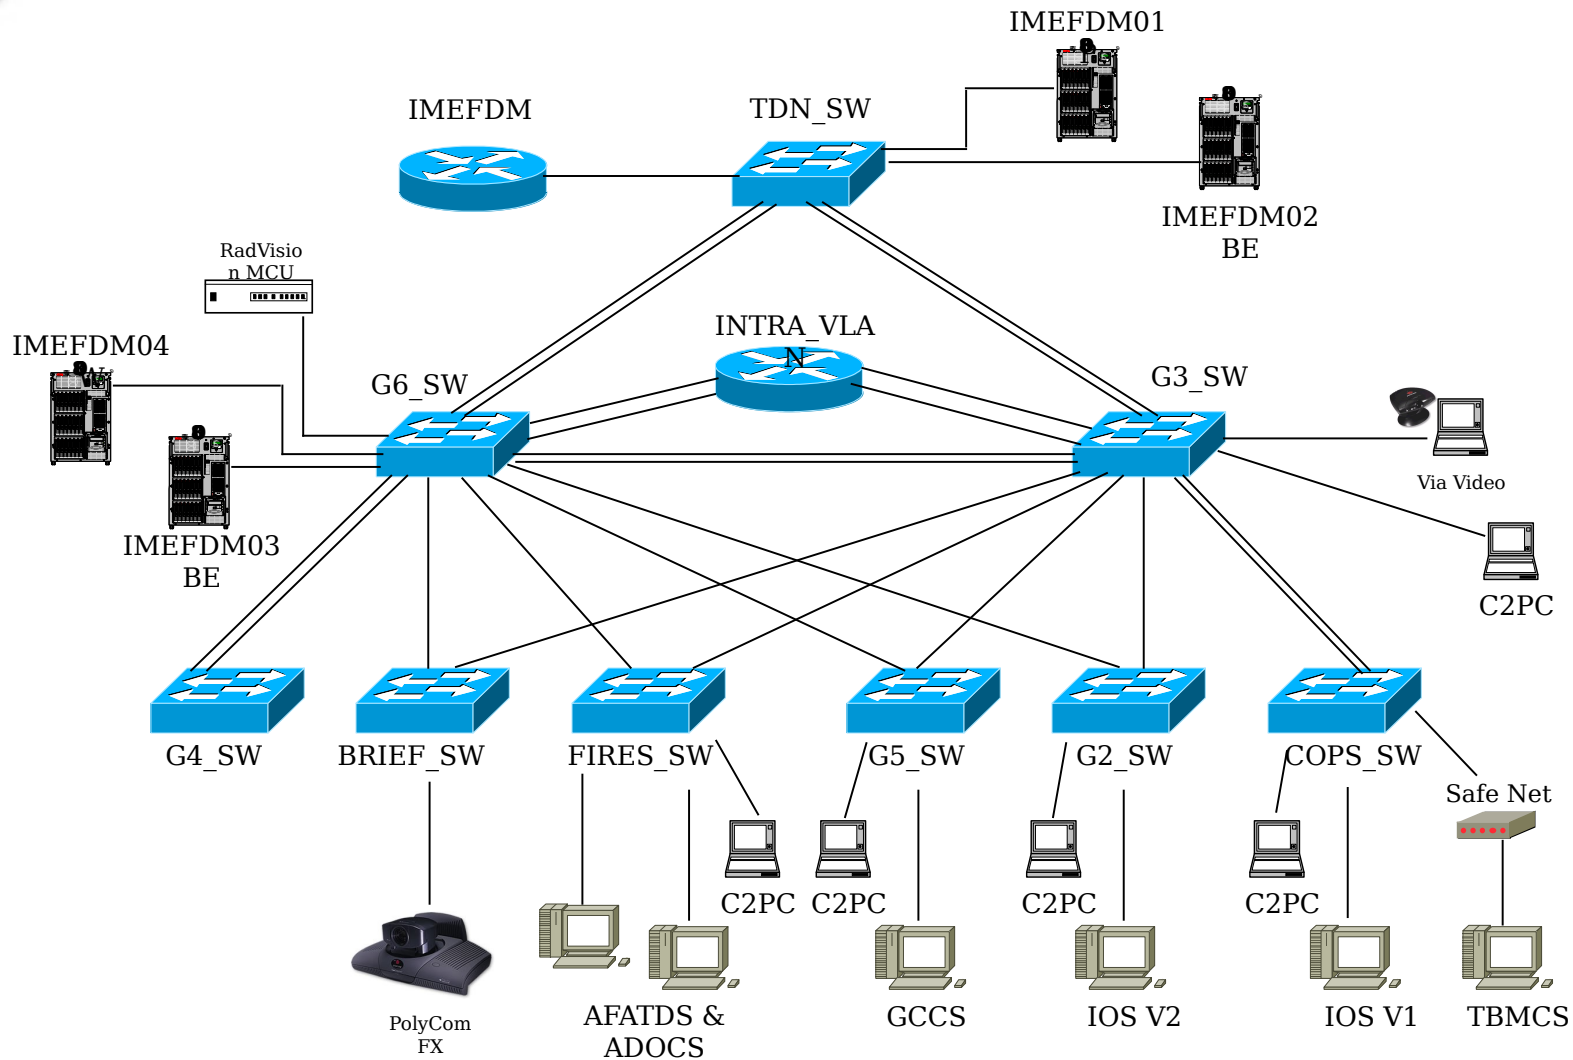 IMEFDM01
IMEFDM
TDN_SW
IMEFDM02
BE
RadVisio
n MCU
INTRA_VLA
N
IMEFDM04
G6_SW
G3_SW
Via Video
IMEFDM03
BE
C2PC
G4_SW
BRIEF_SW
FIRES_SW
G5_SW
G2_SW
COPS_SW
Safe Net
C2PC
C2PC
C2PC
C2PC
PolyCom
FX
AFATDS &
ADOCS
GCCS
IOS V2
IOS V1
TBMCS